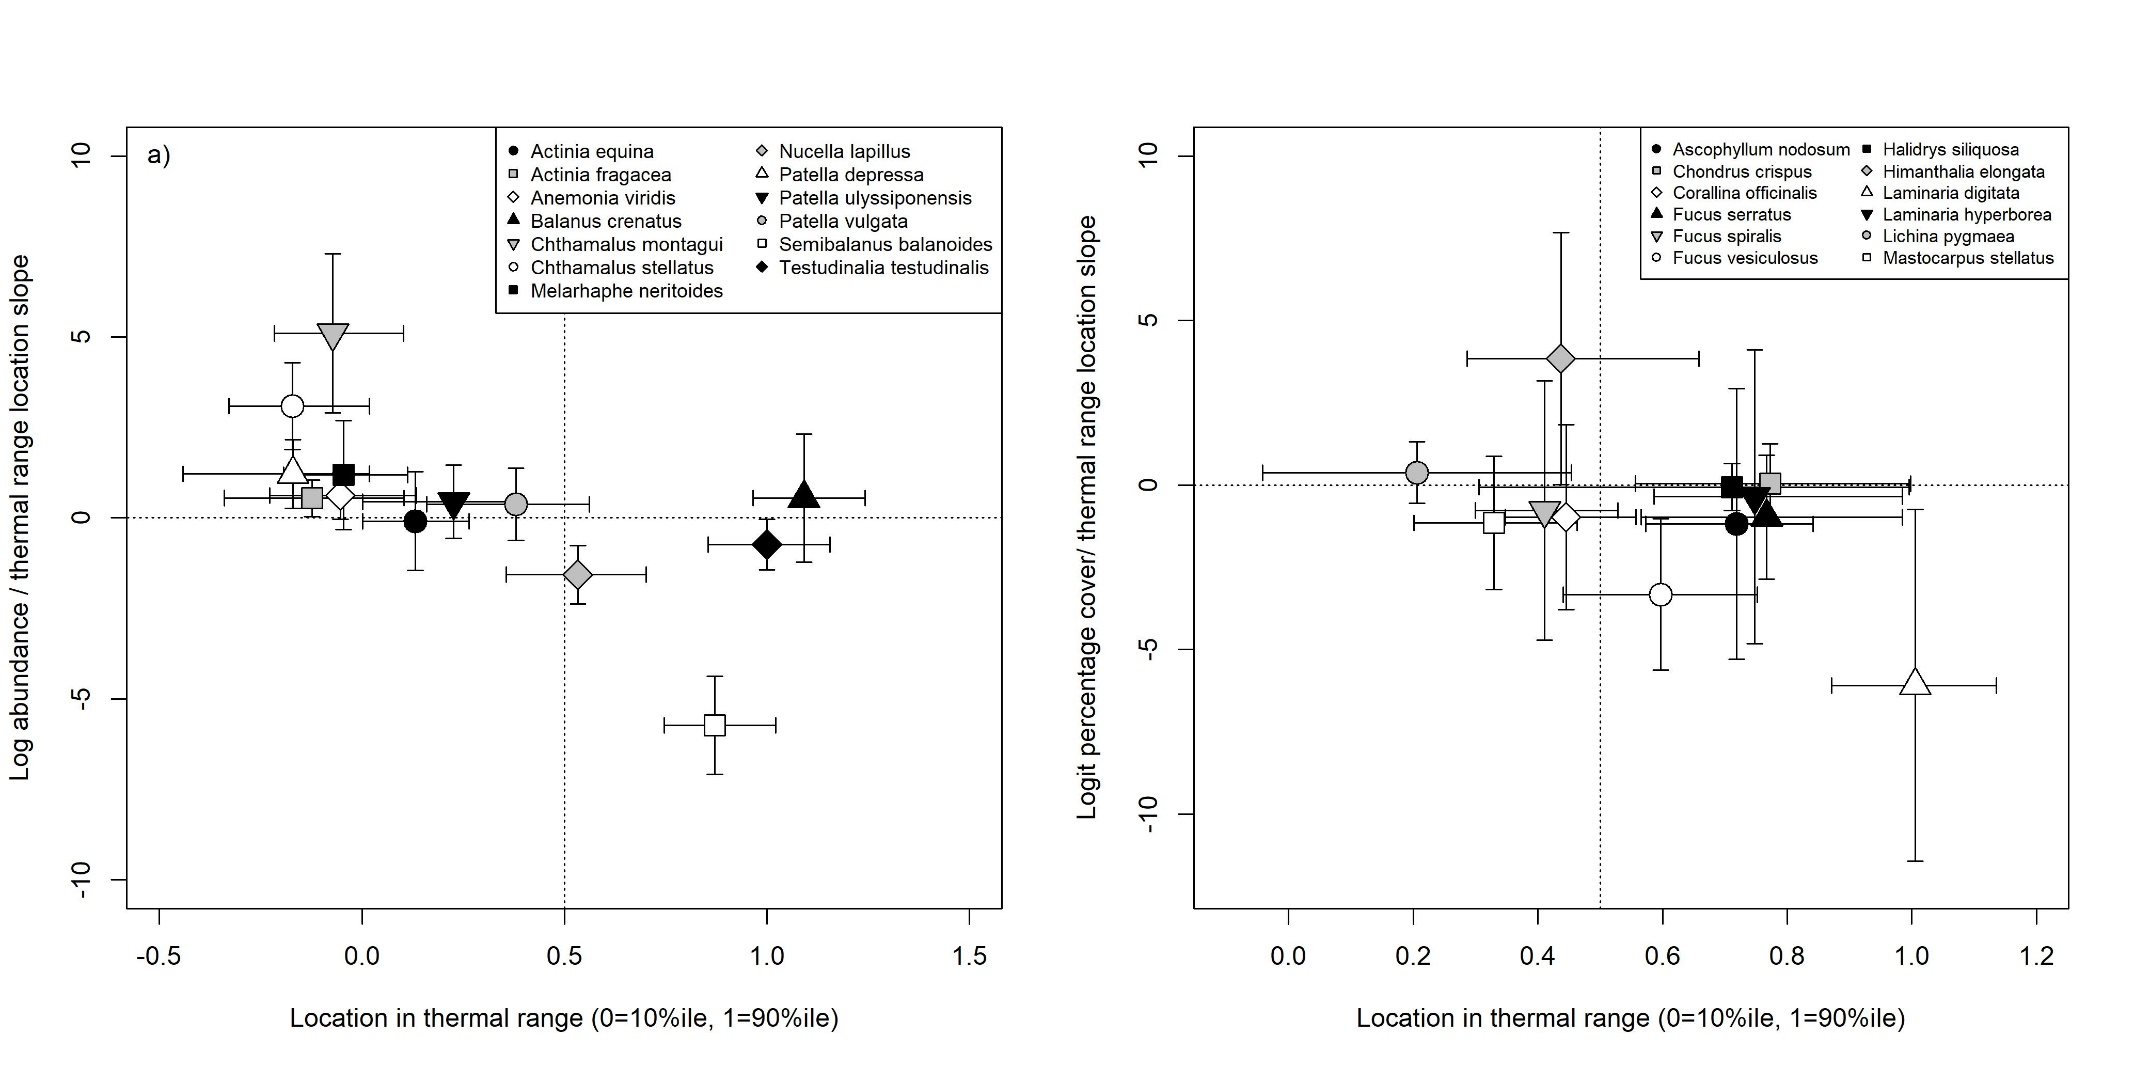 a)
Actinia equina
Actinia fragacea
Anemonia viridis
Balanus crenatus
Chthamalus montagui
Chthamalus stellatus
Melarhaphe neritoides
Nucella lapillus
Patella depressa
Patella ulyssiponensis
Patella vulgata
Semibalanus balanoides
Testudinalia testudinalis
Log abundance / thermal range location slope
10
5
0
-5
-10
-0.5 0.0 0.5 1.0 1.5
Location in thermal range (0=10%ile, 1=90%ile)
Ascophyllum nodosum
Chondrus crispus
Corallina officinalis
Fucus serratus
Fucus spiralis
Fucus vesiculosus
Halidrys siliquosa
Himanthalia elongata
Laminaria digitata
Laminaria hyperborea
Lichina pygmaea
Mastocarpus stellatus
Logit percentage cover/ thermal range location slope
10
5
0
-5
-10
0.0 0.2 0.4 0.6 0.8 1.0 1.2
Location in thermal range (0=10%ile, 1=90%ile)